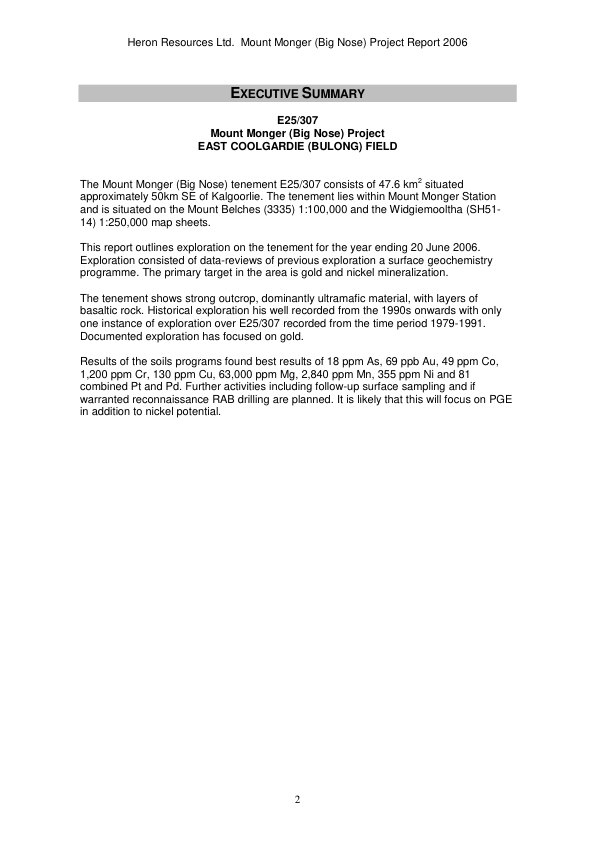 Heron Resources Ltd.  Mount Monger (Big Nose) Project Report 2006
EXECUTIVE SUMMARY
E25/307
Mount Monger (Big Nose) Project
EAST COOLGARDIE (BULONG) FIELD
The Mount Monger (Big Nose) tenement E25/307 consists of 47.6 km² situated
approximately 50km SE of Kalgoorlie. The tenement lies within Mount Monger Station
and is situated on the Mount Belches (3335) 1:100,000 and the Widgiemooltha (SH51-
14) 1:250,000 map sheets.
This report outlines exploration on the tenement for the year ending 20 June 2006.
Exploration consisted of data-reviews of previous exploration a surface geochemistry
programme. The primary target in the area is gold and nickel mineralization.
The tenement shows strong outcrop, dominantly ultramafic material, with layers of
basaltic rock. Historical exploration his well recorded from the 1990s onwards with only
one instance of exploration over E25/307 recorded from the time period 1979-1991.
Documented exploration has focused on gold.
Results of the soils programs found best results of 18 ppm As, 69 ppb Au, 49 ppm Co,
1,200 ppm Cr, 130 ppm Cu, 63,000 ppm Mg, 2,840 ppm Mn, 355 ppm Ni and 81
combined Pt and Pd. Further activities including follow-up surface sampling and if
warranted reconnaissance RAB drilling are planned. It is likely that this will focus on PGE
in addition to nickel potential.
2